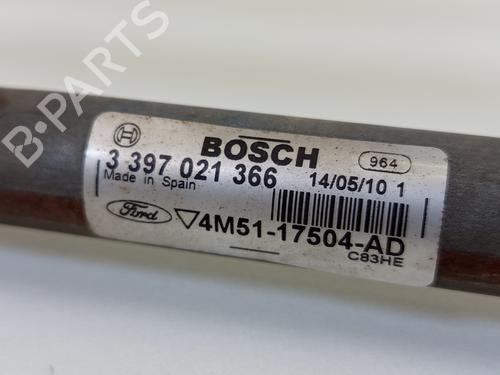 BOSCH
964
3 397 021 366
Made in Spain
14/05/10 1
Ford
4M51-17504-AD
C83HE
B-PARTS